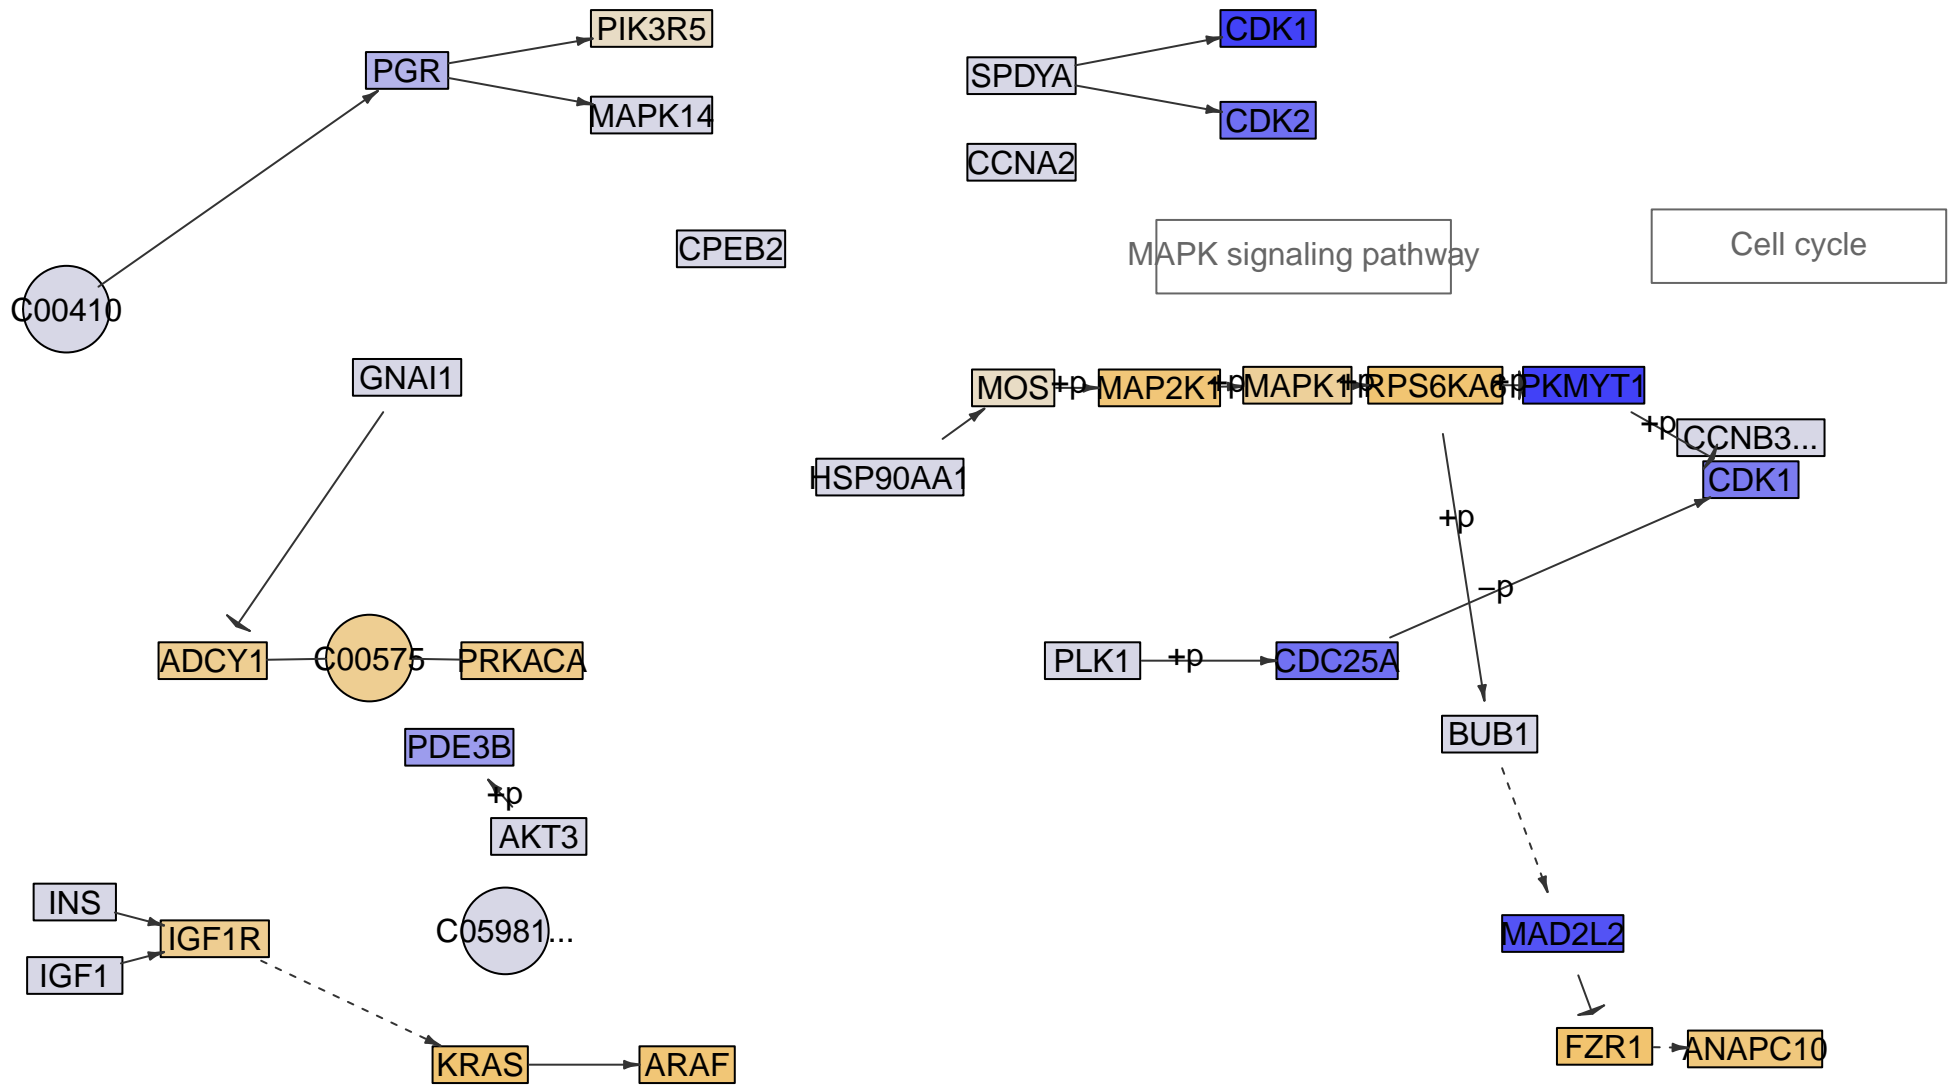 PIK3R5
CDK1
PGR
SPDYA
MAPK14
CDK2
CCNA2
CPEB2
MAPK signaling pathway
Cell cycle
C00410
GNAI1
MOS
+p
MAP2K1
+p
MAPK1
+p
RPS6KA6
+p
PKMYT1
+p
CCNB3...
HSP90AA1
CDK1
+p
−p
ADCY1
C00575
PRKACA
PLK1
+p
CDC25A
BUB1
PDE3B
+p
AKT3
INS
IGF1R
C05981...
MAD2L2
IGF1
KRAS
ARAF
FZR1
ANAPC10